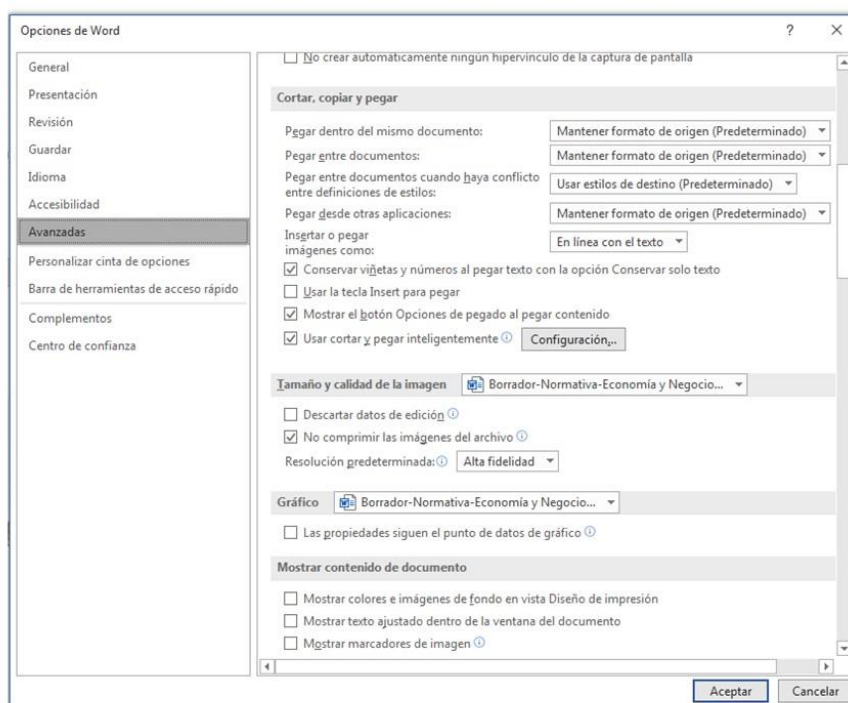 Opciones de Word
General
Presentación
Revisión
Guardar
Idioma
Accesibilidad
Avanzadas
Personalizar cinta de opciones
Barra de herramientas de acceso rápido
Complementos
Centro de confianza
No crear automáticamente ningún hipervínculo de la captura de pantalla
Cortar, copiar y pegar
Pegar dentro del mismo documento: Mantener formato de origen (Predeterminado)
Pegar entre documentos: Mantener formato de origen (Predeterminado)
Pegar entre documentos cuando haya conflicto
entre definiciones de estilos: Usar estilos de destino (Predeterminado)
Pegar desde otras aplicaciones: Mantener formato de origen (Predeterminado)
Insertar o pegar
imágenes como: En línea con el texto
Conservar viñetas y números al pegar texto con la opción Conservar solo texto
Usar la tecla Insert para pegar
Mostrar el botón Opciones de pegado al pegar contenido
Usar cortar y pegar inteligentemente Configuración...
Tamaño y calidad de la imagen Borrador-Normativa-Economía y Negocio...
Descartar datos de edición
No comprimir las imágenes del archivo
Resolución predeterminada: Alta fidelidad
Gráfico Borrador-Normativa-Economía y Negocio...
Las propiedades siguen el punto de datos de gráfico
Mostrar contenido de documento
Mostrar colores e imágenes de fondo en vista Diseño de impresión
Mostrar texto ajustado dentro de la ventana del documento
Mostrar marcadores de imagen
Aceptar Cancelar